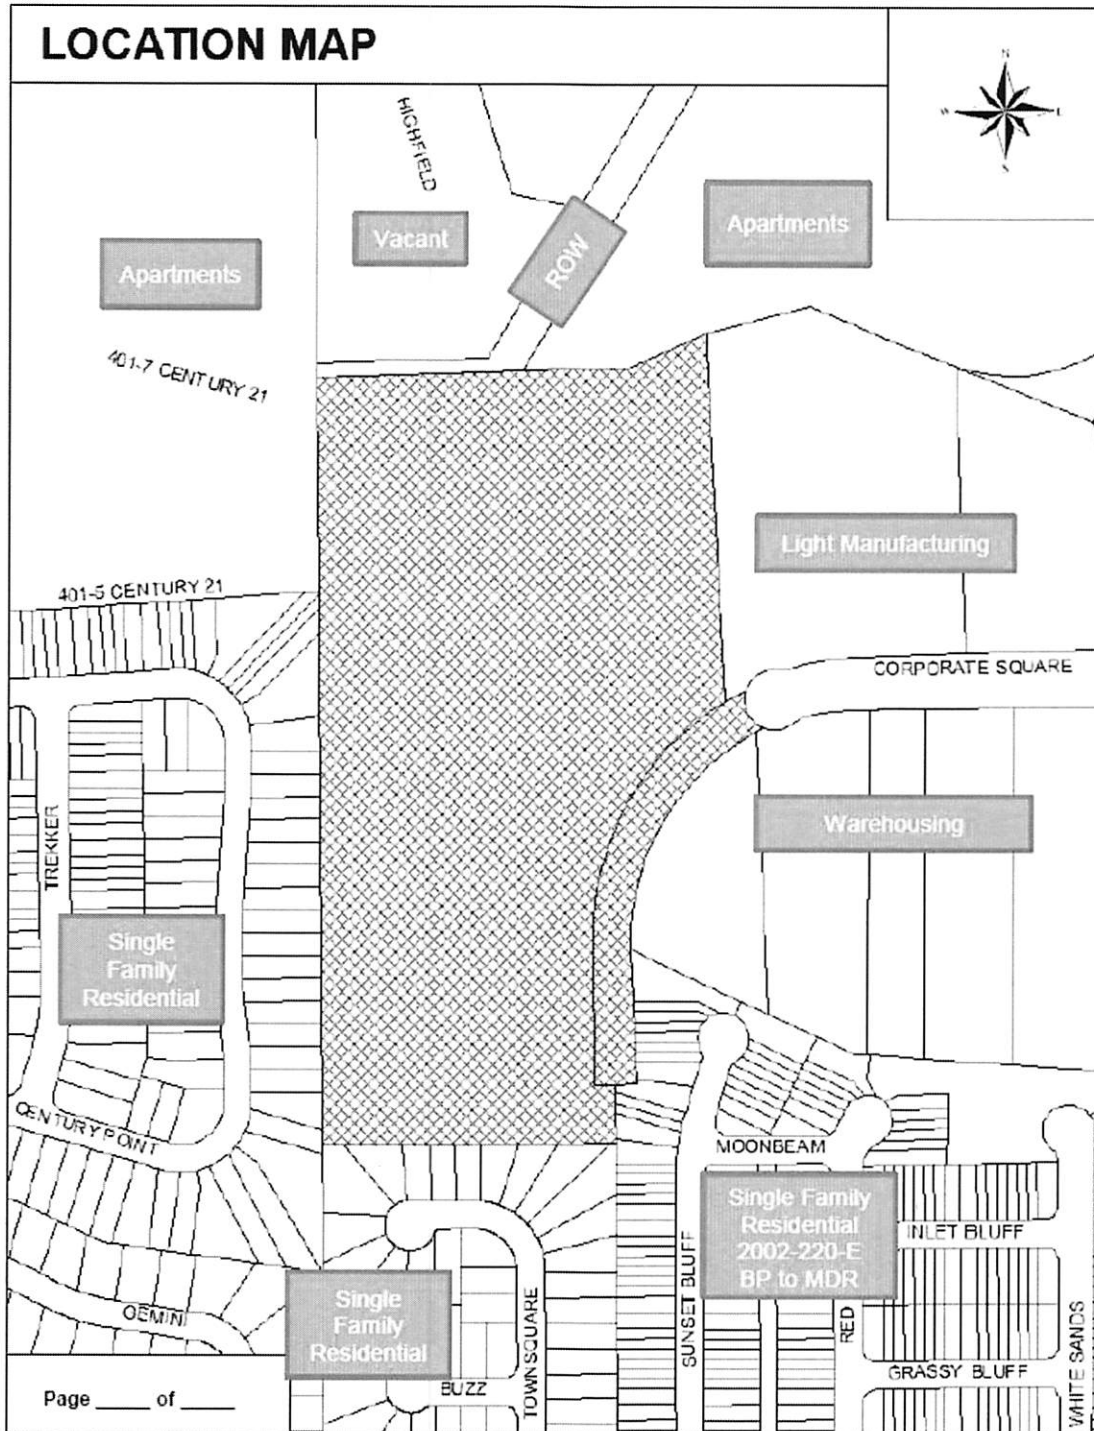 LOCATION MAP
N
W
E
S
HIGHFIELD
Vacant
ROW
Apartments
Apartments
401-7 CENTURY 21
Light Manufacturing
401-5 CENTURY 21
CORPORATE SQUARE
TREKKER
Warehousing
Single
Family
Residential
CENTURY POINT
MOONBEAM
Single Family
Residential
2002-220-E
BP to MDR
INLET BLUFF
SUNSET BLUFF
RED
GEMINI
Single
Family
Residential
TOWNSQUARE
BUZZ
GRASSY BLUFF
WHITE SANDS
Page _____ of _____